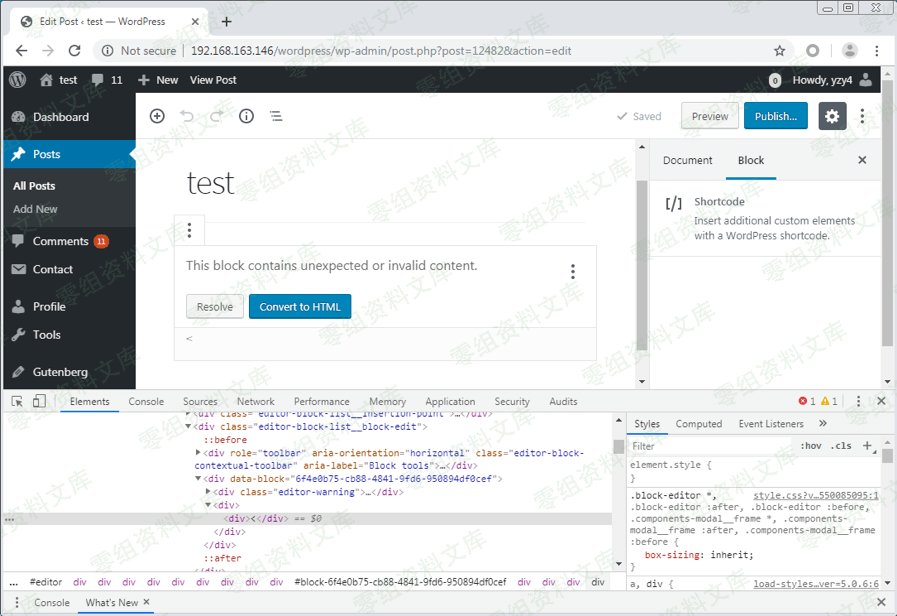 Edit Post ‹ test — WordPress
Not secure | 192.168.163.146/wordpress/wp-admin/post.php?post=12482&action=edit
test 11 New View Post 0 Howdy, yzy4
Dashboard
Posts
All Posts
Add New
Comments 11
Contact
Profile
Tools
Gutenberg
Saved Preview Publish...
test
This block contains unexpected or invalid content.
Resolve Convert to HTML
<
Document Block
[/] Shortcode
Insert additional custom elements
with a WordPress shortcode.
Elements Console Sources Network Performance Memory Application Security Audits 1 1
<div class="editor-block-list__insertion-point">…</div>
<div class="editor-block-list__block-edit">
::before
<div role="toolbar" aria-orientation="horizontal" class="editor-block-
contextual-toolbar" aria-label="Block tools">…</div>
<div data-block="6f4e0b75-cb88-4841-9fd6-950894df0cef">
<div class="editor-warning">…</div>
<div>
<div><</div> == $0
</div>
</div>
::after
</div>
... #editor div div div div div div div div div #block-6f4e0b75-cb88-4841-9fd6-950894df0cef div div div div
Styles Computed Event Listeners »
Filter :hov .cls +
element.style {
}
.block-editor *, style.css?v…550085095:1
.block-editor :after, .block-editor :before,
.components-modal__frame *, .components-
modal__frame :after, .components-modal__frame
:before {
box-sizing: inherit;
}
a, div { load-styles…ver=5.0.6:6
Console What's New
零组资料文库